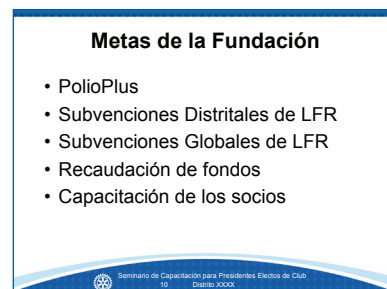 Metas de la Fundación
• PolioPlus
• Subvenciones Distritales de LFR
• Subvenciones Globales de LFR
• Recaudación de fondos
• Capacitación de los socios
Seminario de Capacitación para Presidentes Electos de Club
10 Distrito XXXX